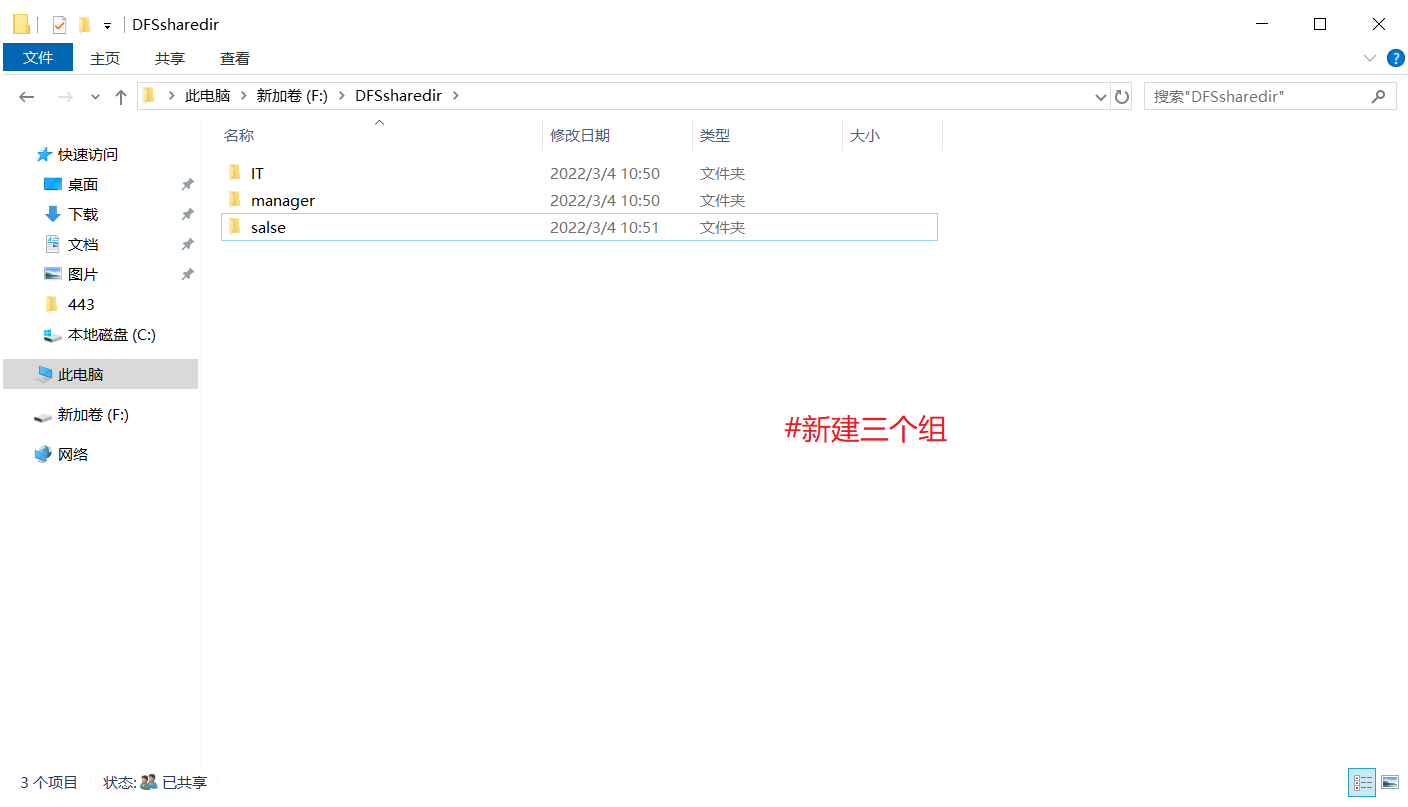 DFSsharedir
文件 主页 共享 查看
此电脑 新加卷 (F:) DFSsharedir 搜索"DFSsharedir"
名称 修改日期 类型 大小
快速访问
桌面
下载
文档
图片
443
本地磁盘 (C:)
此电脑
新加卷 (F:)
网络
IT 2022/3/4 10:50 文件夹
manager 2022/3/4 10:50 文件夹
salse 2022/3/4 10:51 文件夹
#新建三个组
3 个项目 状态: 已共享